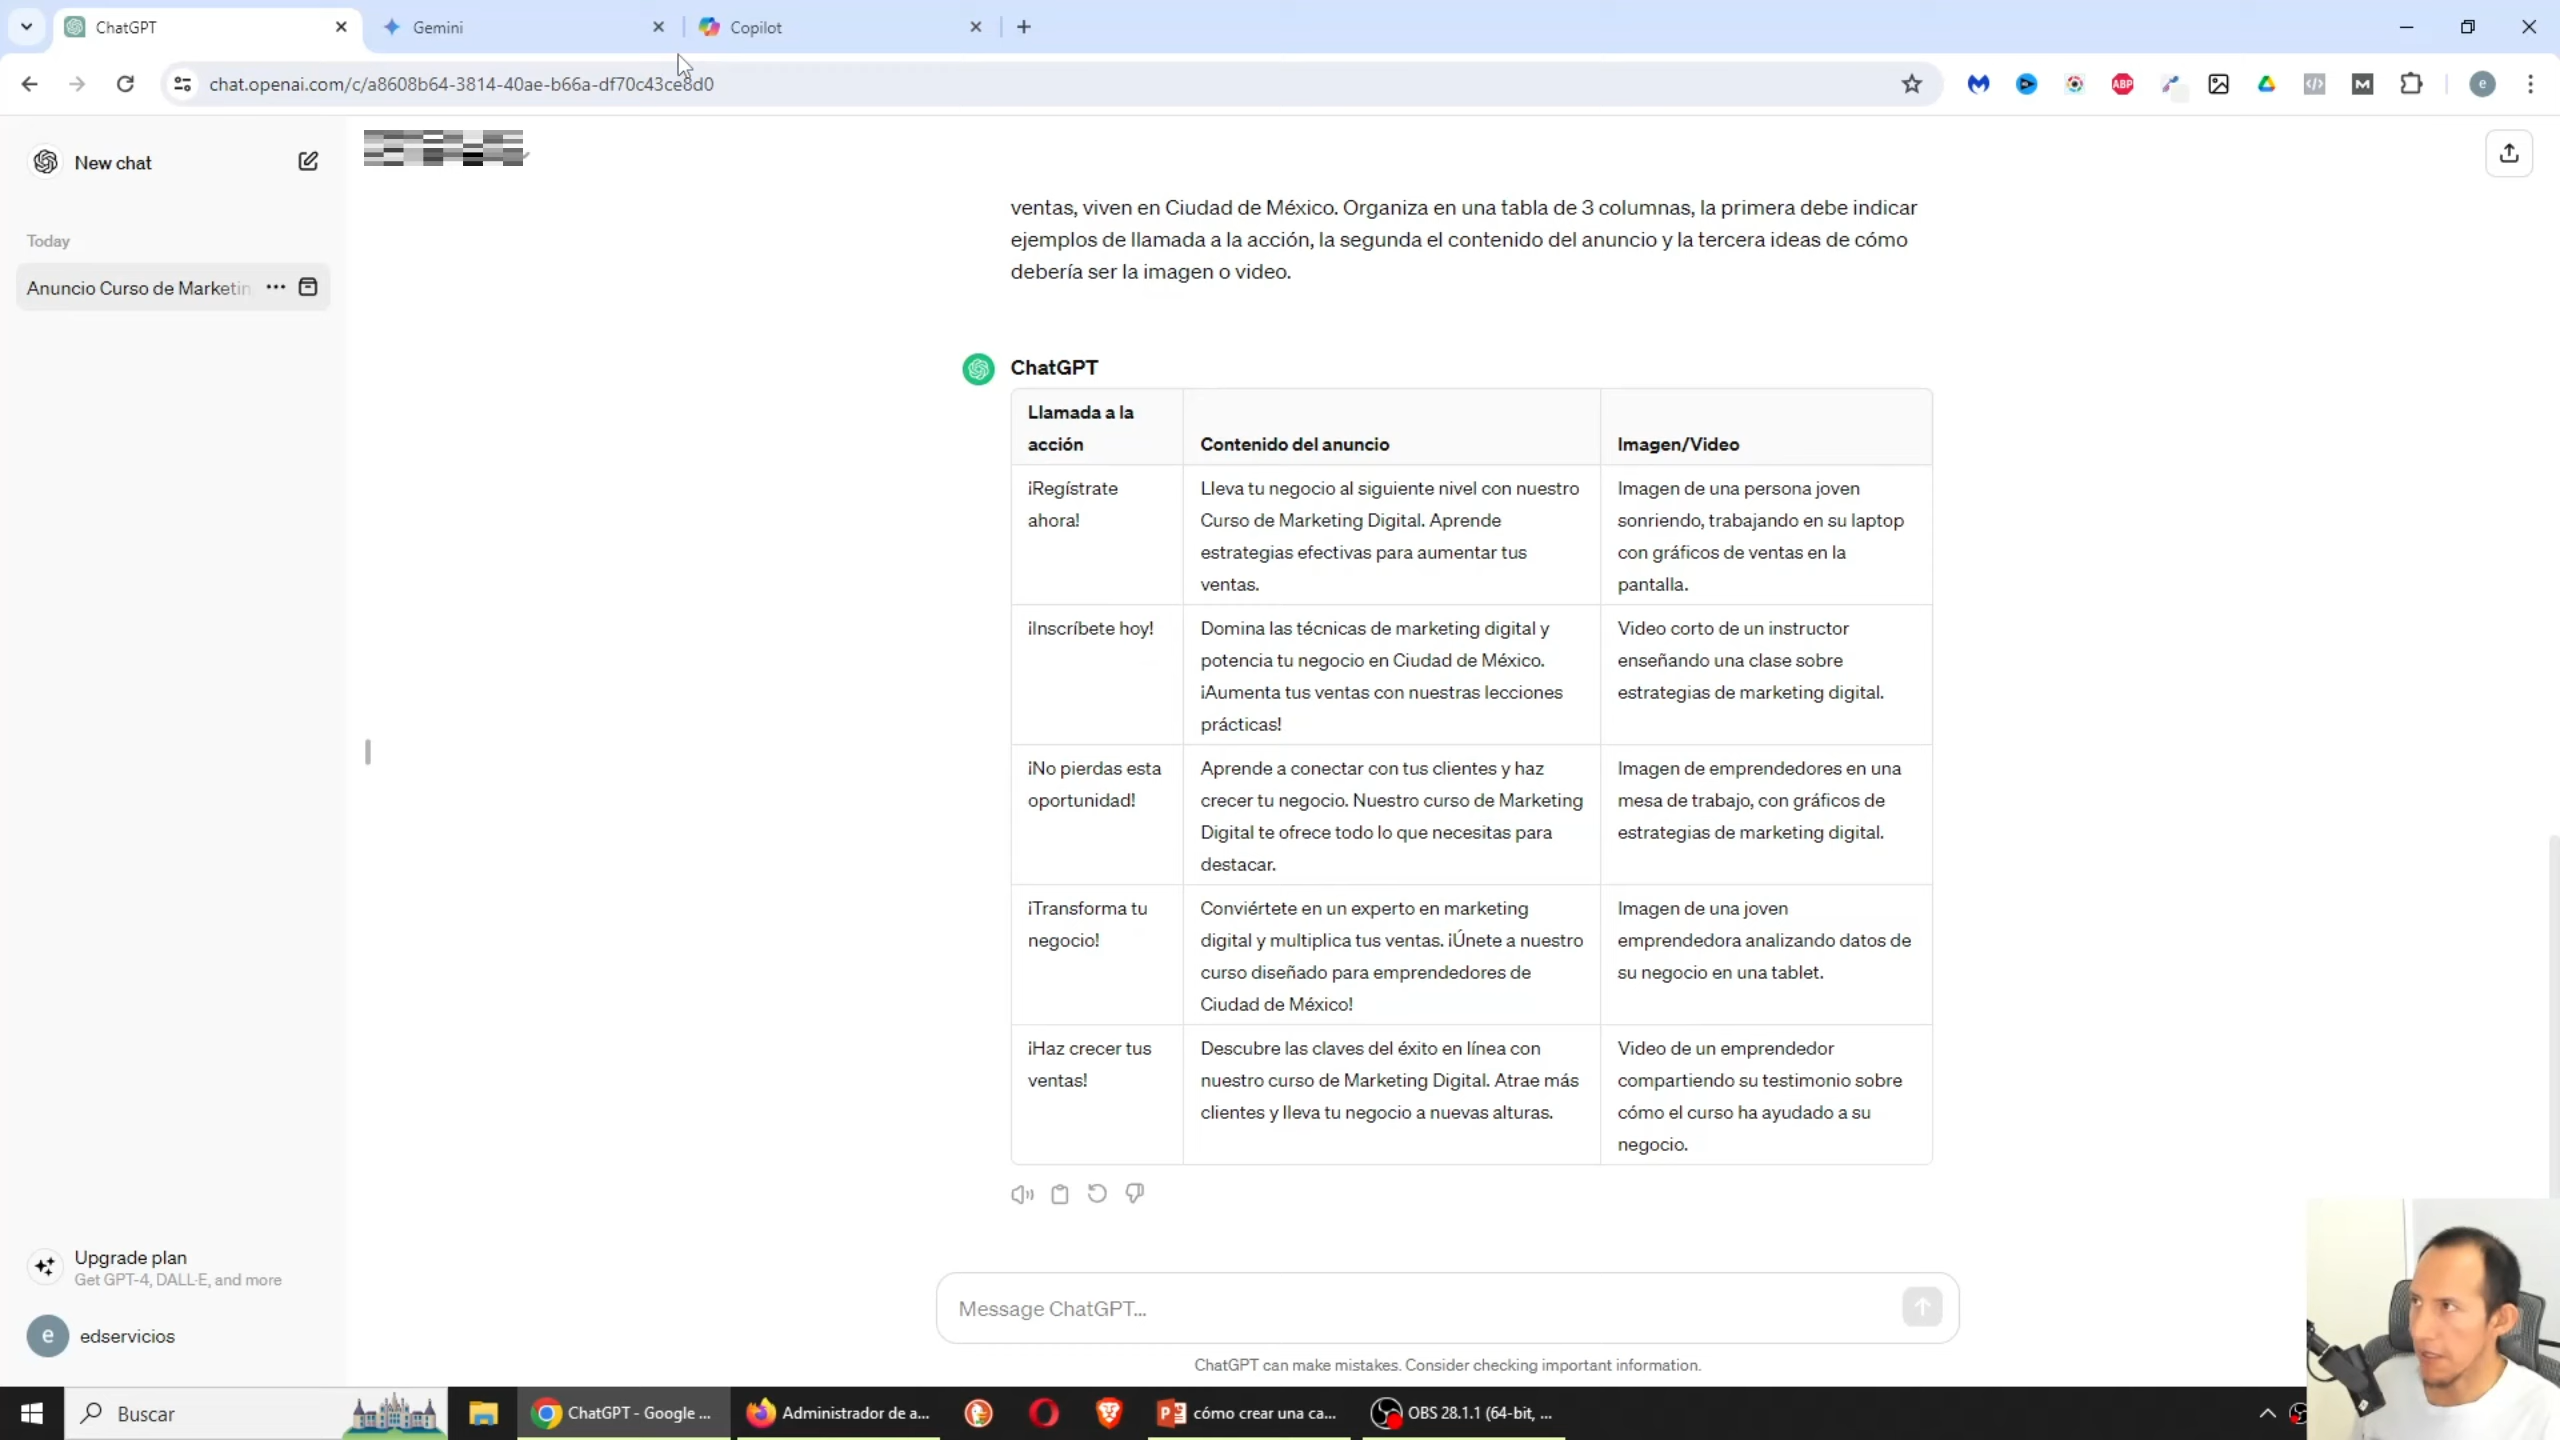 ChatGPT
Gemini
Copilot
chat.openai.com/c/a8608b64-3814-40ae-b66a-df70c43ce8d0
ABP
M
e
New chat
Today
Anuncio Curso de Marketin
ventas, viven en Ciudad de México. Organiza en una tabla de 3 columnas, la primera debe indicar
ejemplos de llamada a la acción, la segunda el contenido del anuncio y la tercera ideas de cómo
debería ser la imagen o video.
ChatGPT
Llamada a la
acción
Contenido del anuncio
Imagen/Video
¡Regístrate
ahora!
Lleva tu negocio al siguiente nivel con nuestro
Curso de Marketing Digital. Aprende
estrategias efectivas para aumentar tus
ventas.
Imagen de una persona joven
sonriendo, trabajando en su laptop
con gráficos de ventas en la
pantalla.
¡Inscríbete hoy!
Domina las técnicas de marketing digital y
potencia tu negocio en Ciudad de México.
¡Aumenta tus ventas con nuestras lecciones
prácticas!
Video corto de un instructor
enseñando una clase sobre
estrategias de marketing digital.
¡No pierdas esta
oportunidad!
Aprende a conectar con tus clientes y haz
crecer tu negocio. Nuestro curso de Marketing
Digital te ofrece todo lo que necesitas para
destacar.
Imagen de emprendedores en una
mesa de trabajo, con gráficos de
estrategias de marketing digital.
¡Transforma tu
negocio!
Conviértete en un experto en marketing
digital y multiplica tus ventas. ¡Únete a nuestro
curso diseñado para emprendedores de
Ciudad de México!
Imagen de una joven
emprendedora analizando datos de
su negocio en una tablet.
¡Haz crecer tus
ventas!
Descubre las claves del éxito en línea con
nuestro curso de Marketing Digital. Atrae más
clientes y lleva tu negocio a nuevas alturas.
Video de un emprendedor
compartiendo su testimonio sobre
cómo el curso ha ayudado a su
negocio.
Upgrade plan
Get GPT-4, DALL·E, and more
e
edservicios
Message ChatGPT...
ChatGPT can make mistakes. Consider checking important information.
Buscar
ChatGPT - Google ...
Administrador de a...
cómo crear una ca...
OBS 28.1.1 (64-bit, ...